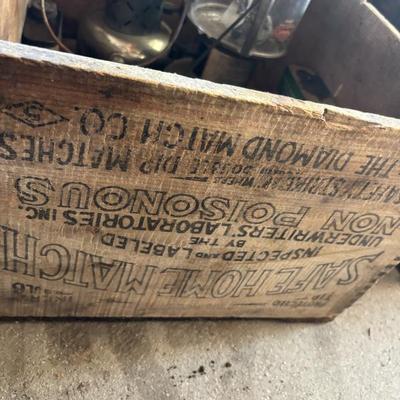 SAFE HOME MATCH
INSPECTED AND LABELED
BY THE
UNDERWRITERS LABORATORIES INC.
NON POISONOUS
DOUBLE DIP MATCHES
THE DIAMOND MATCH CO.